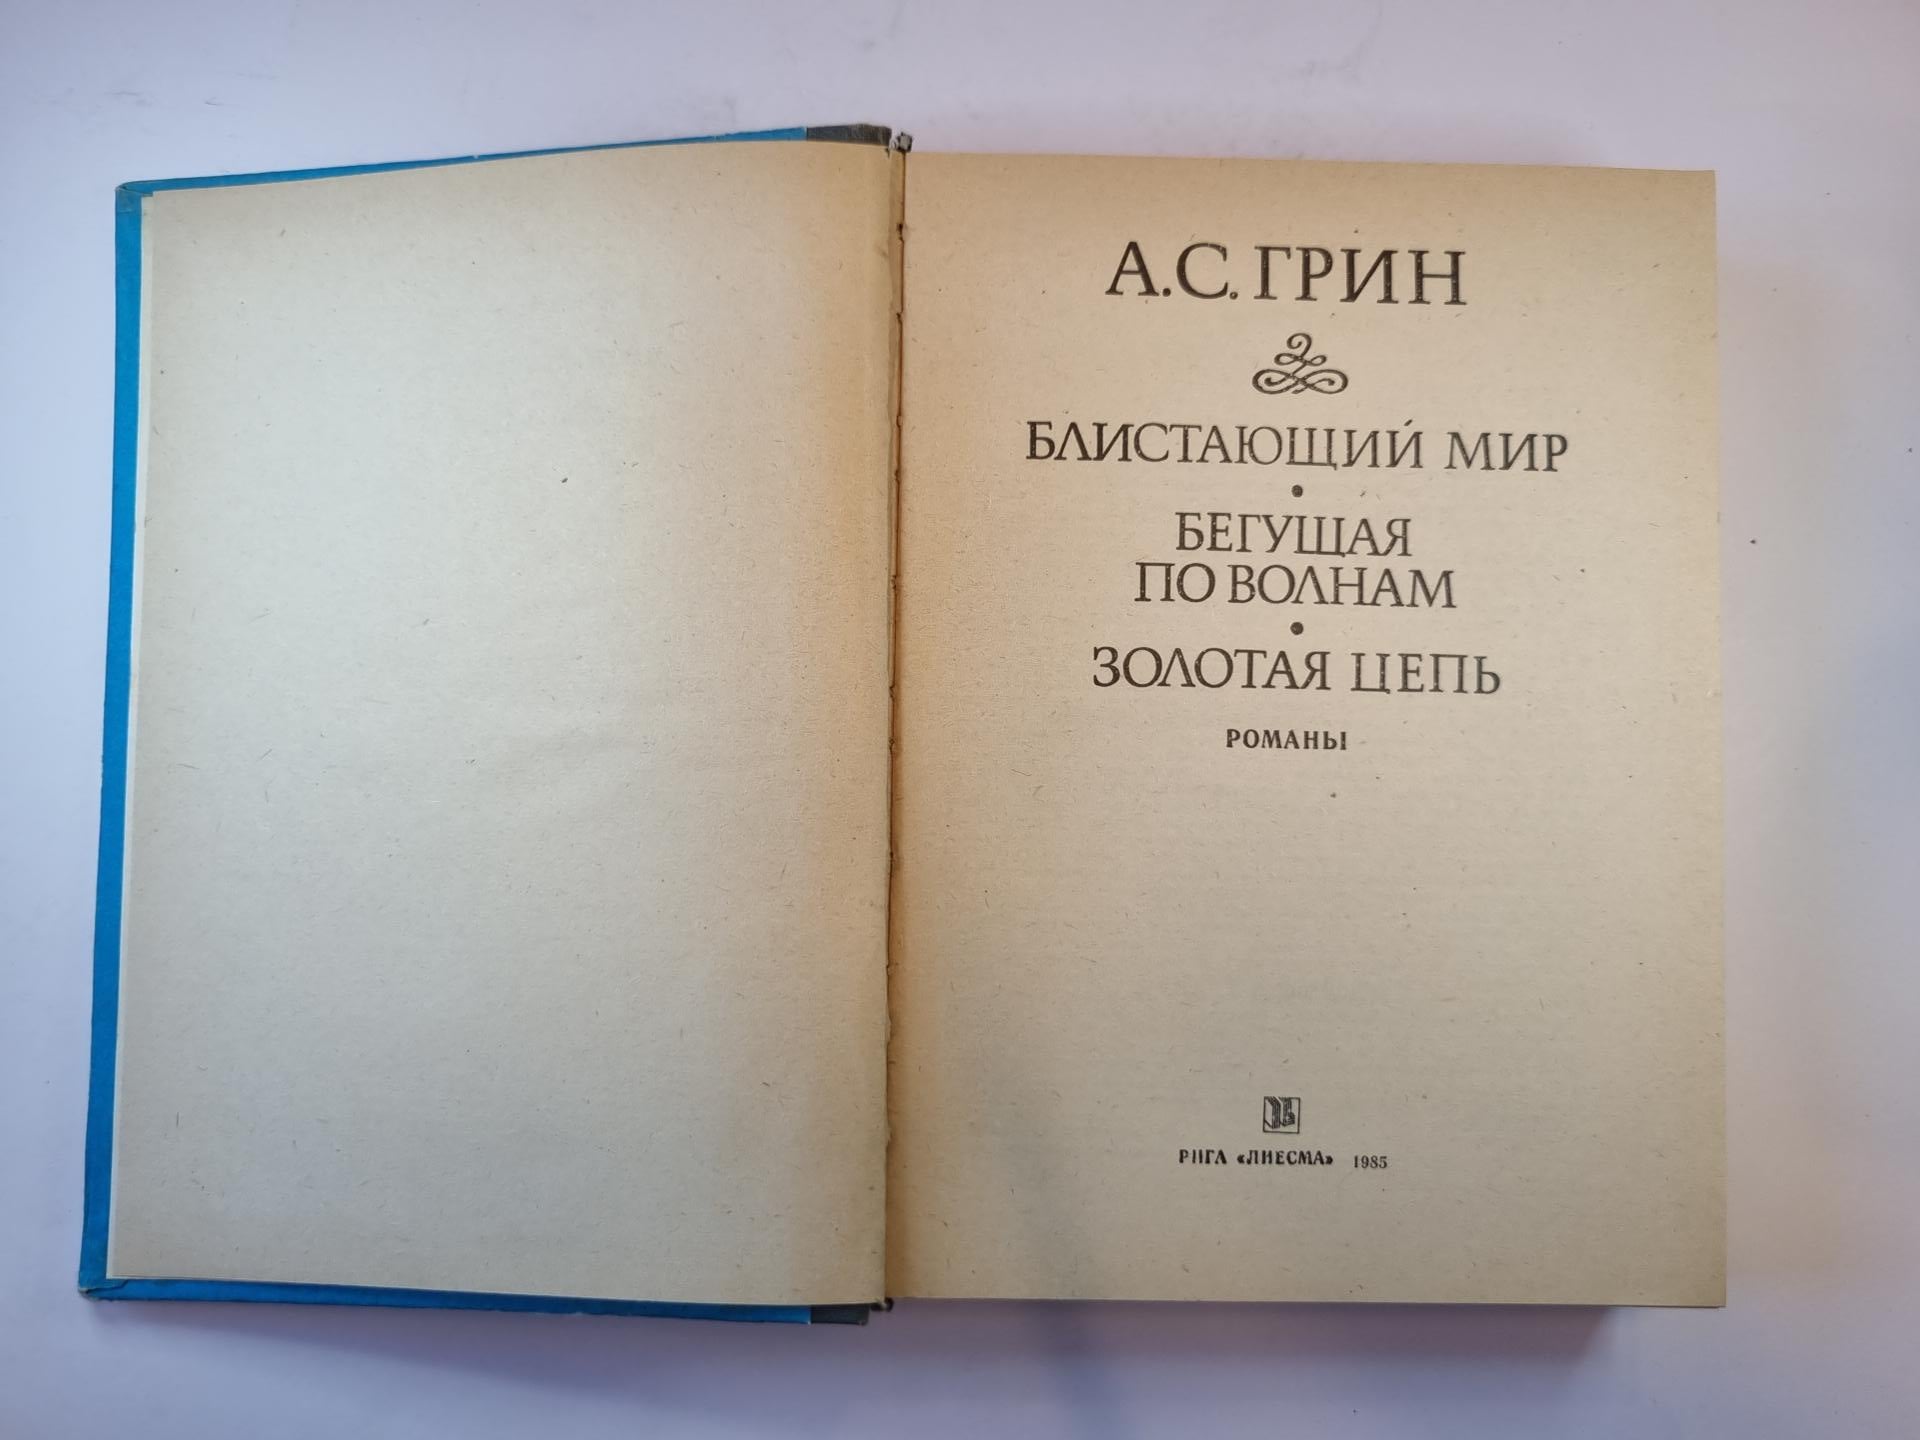 А.С. ГРИН
БЛИСТАЮЩИЙ МИР
•
БЕГУЩАЯ
ПО ВОЛНАМ
•
ЗОЛОТАЯ ЦЕПЬ
РОМАНЫ
РИГА «ЛИЕСМА» 1985